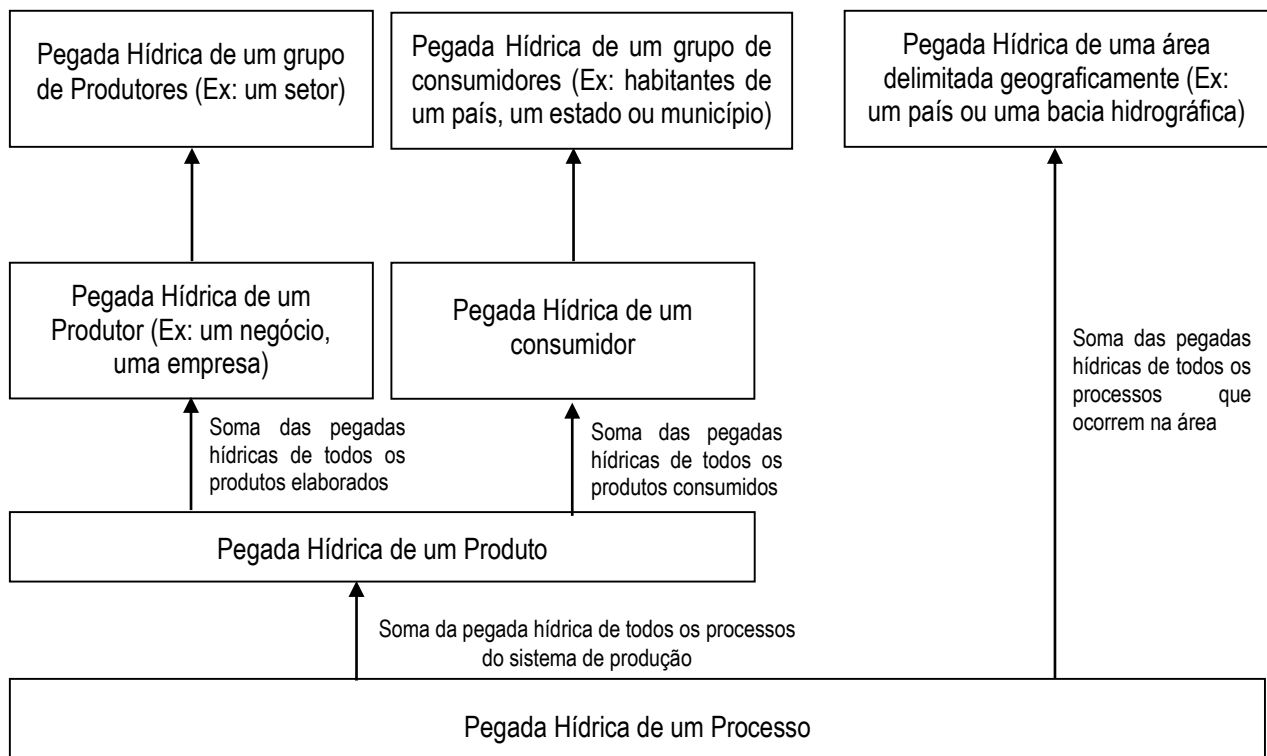 Pegada Hídrica de um grupo
de Produtores (Ex: um setor)
Pegada Hídrica de um grupo de
consumidores (Ex: habitantes de
um país, um estado ou município)
Pegada Hídrica de uma área
delimitada geograficamente (Ex:
um país ou uma bacia hidrográfica)
Pegada Hídrica de um
Produtor (Ex: um negócio,
uma empresa)
Pegada Hídrica de um
consumidor
Soma das pegadas
hídricas de todos os
processos que
ocorrem na área
Soma das pegadas
hídricas de todos os
produtos elaborados
Soma das pegadas
hídricas de todos os
produtos consumidos
Pegada Hídrica de um Produto
Soma da pegada hídrica de todos os processos
do sistema de produção
Pegada Hídrica de um Processo